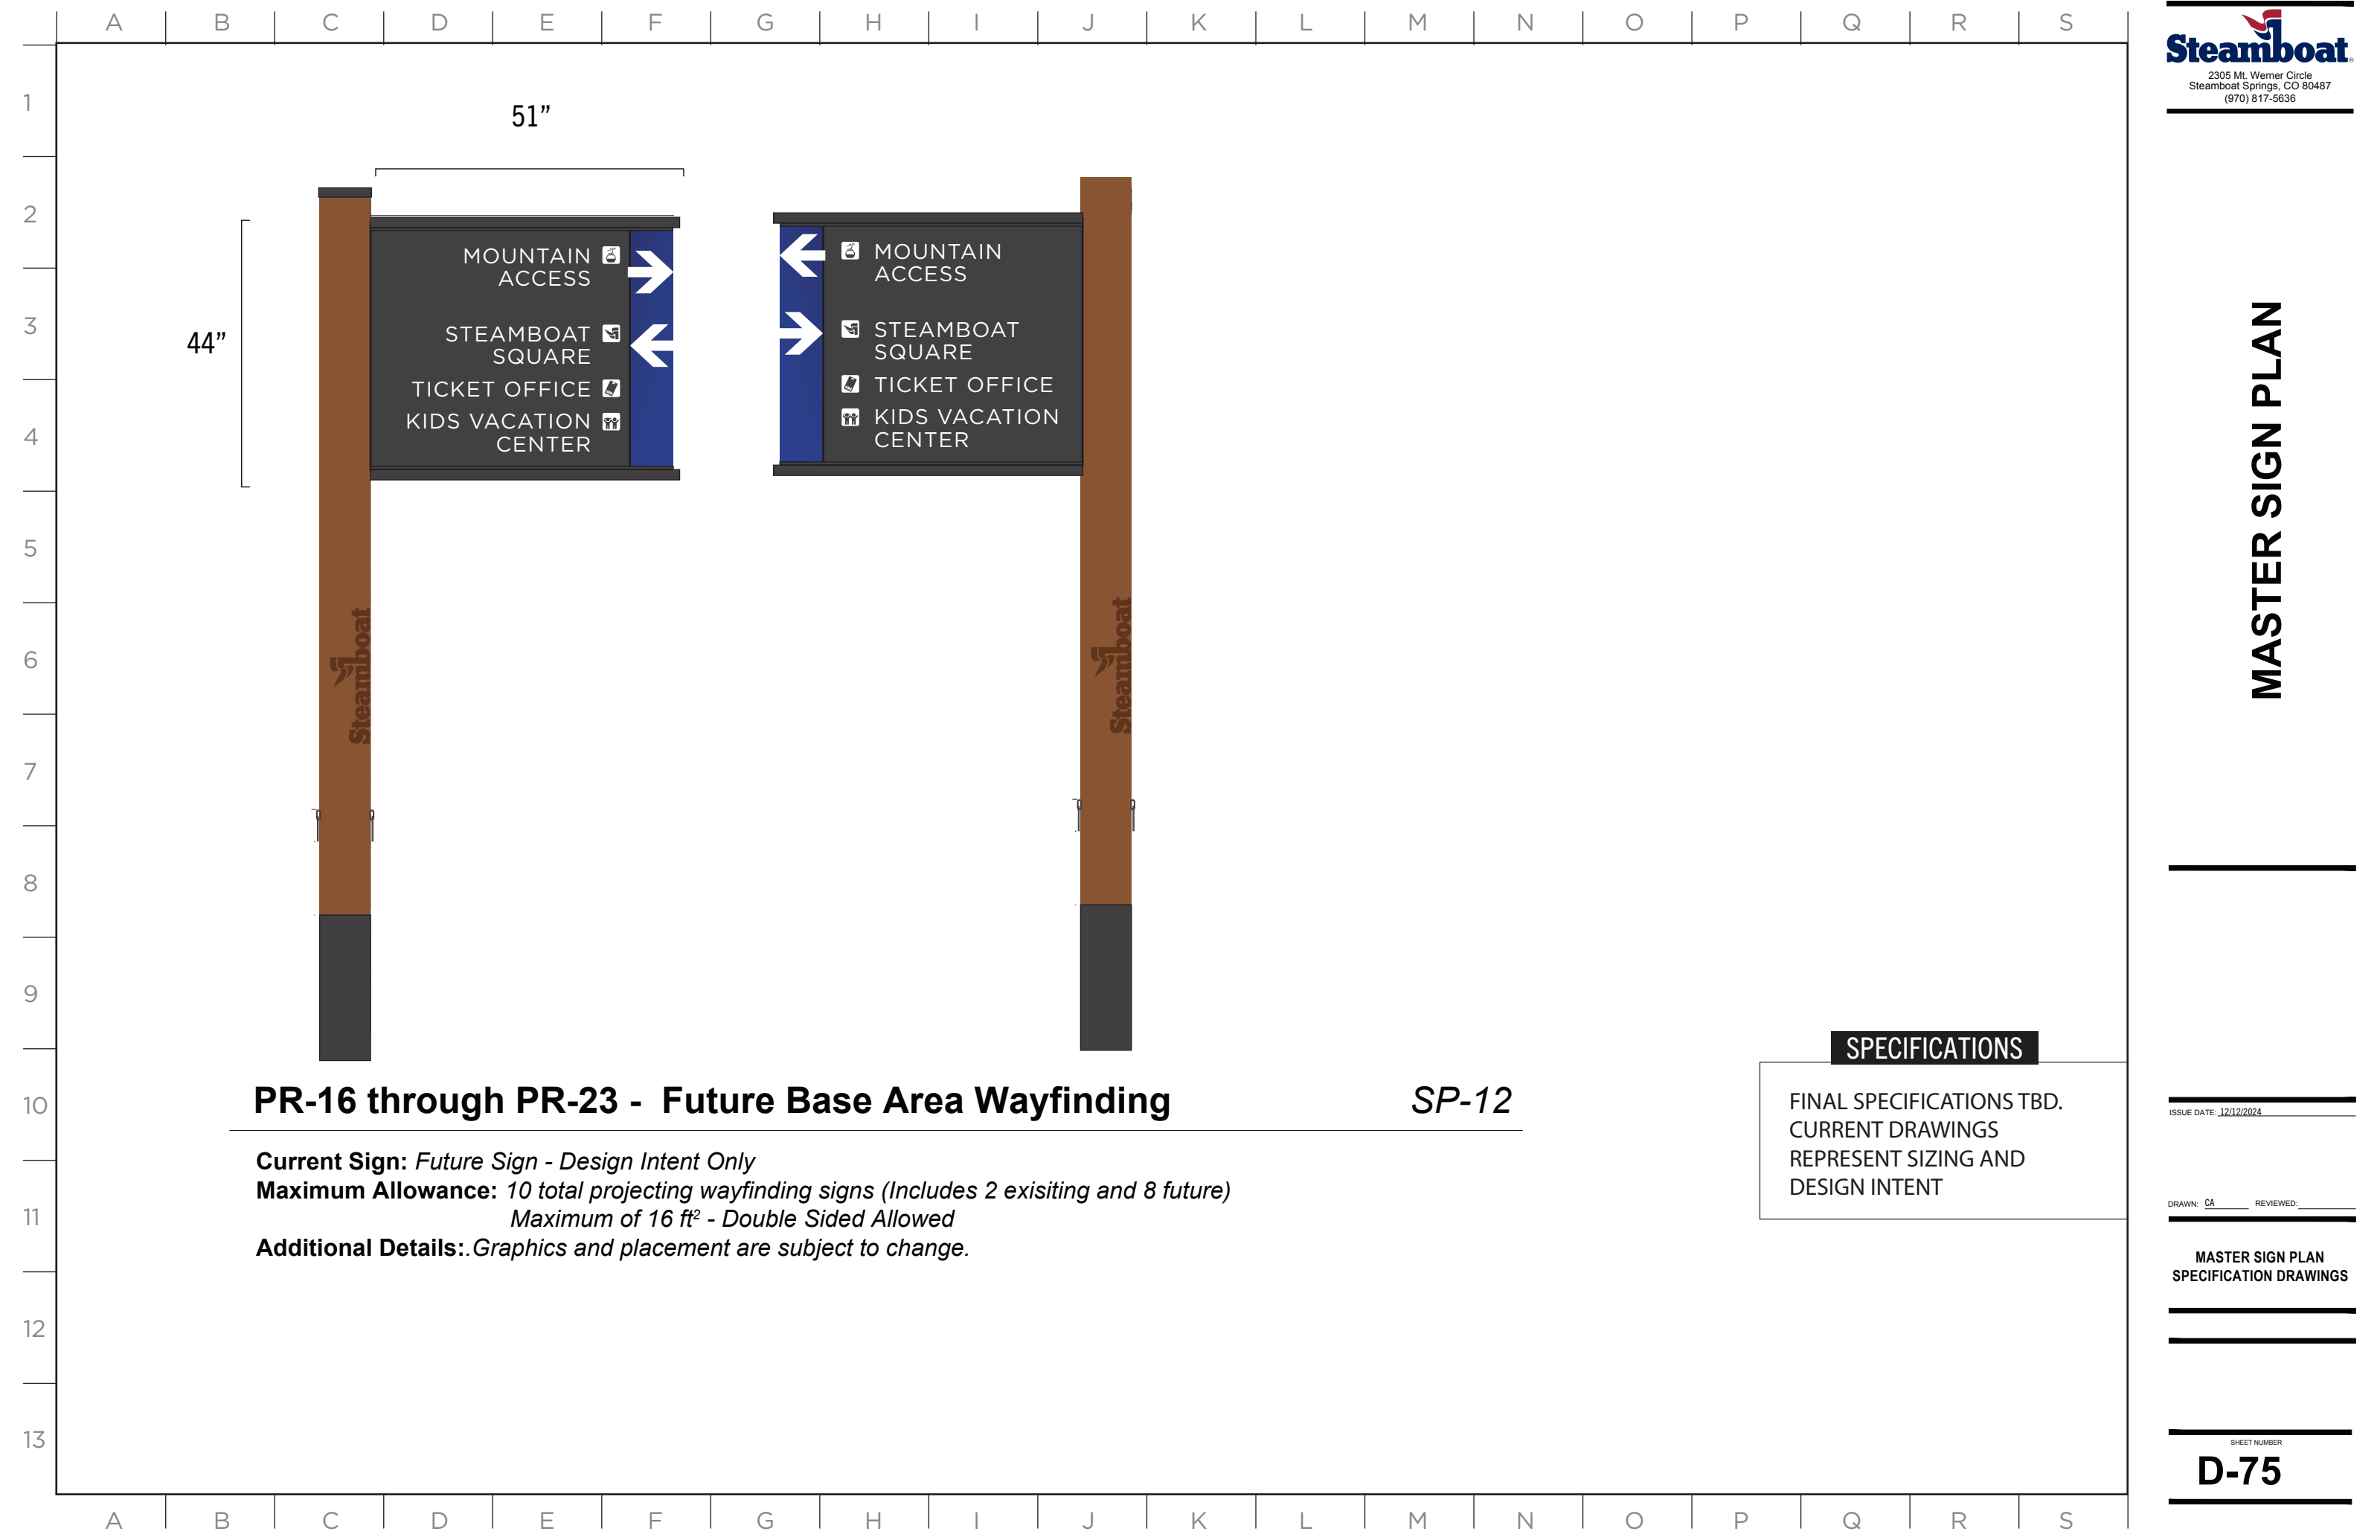 A B C D E F G H I J K L M N O P Q R S
1
2
3
4
5
6
7
8
9
10
11
12
13
51”
44”
MOUNTAIN
ACCESS
STEAMBOAT
SQUARE
TICKET OFFICE
KIDS VACATION
CENTER
Steamboat
MOUNTAIN
ACCESS
STEAMBOAT
SQUARE
TICKET OFFICE
KIDS VACATION
CENTER
Steamboat
PR-16 through PR-23 - Future Base Area Wayfinding SP-12
Current Sign: Future Sign - Design Intent Only
Maximum Allowance: 10 total projecting wayfinding signs (Includes 2 exisiting and 8 future)
Maximum of 16 ft² - Double Sided Allowed
Additional Details:.Graphics and placement are subject to change.
SPECIFICATIONS
FINAL SPECIFICATIONS TBD.
CURRENT DRAWINGS
REPRESENT SIZING AND
DESIGN INTENT
A B C D E F G H I J K L M N O P Q R S
Steamboat®
2305 Mt. Werner Circle
Steamboat Springs, CO 80487
(970) 817-5636
MASTER SIGN PLAN
ISSUE DATE: 12/12/2024
DRAWN: CA REVIEWED:
MASTER SIGN PLAN
SPECIFICATION DRAWINGS
SHEET NUMBER
D-75